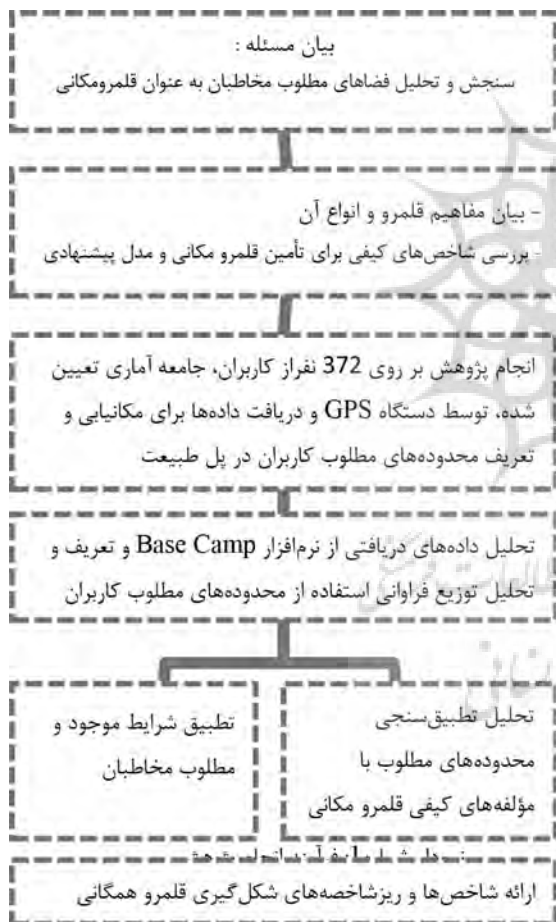 بیان مسئله :
سنجش و تحلیل فضاهای مطلوب مخاطبان به عنوان قلمرومکانی
- بیان مفاهیم قلمرو و انواع آن
- بررسی شاخص‌های کیفی برای تأمین قلمرو مکانی و مدل پیشنهادی
انجام پژوهش بر روی 372 نفراز کاربران، جامعه آماری تعیین
شده، توسط دستگاه GPS و دریافت داده‌ها برای مکانیابی و
تعریف محدوده‌های مطلوب کاربران در پل طبیعت
تحلیل داده‌های دریافتی از نرم‌افزار Base Camp و تعریف و
تحلیل توزیع فراوانی استفاده از محدوده‌های مطلوب کاربران
تحلیل تطبیق‌سنجی
محدوده‌های مطلوب با
مؤلفه‌های کیفی قلمرو مکانی
تطبیق شرایط موجود و
مطلوب مخاطبان
ارائه شاخص‌ها و ریزشاخصه‌های شکل‌گیری قلمرو همگانی